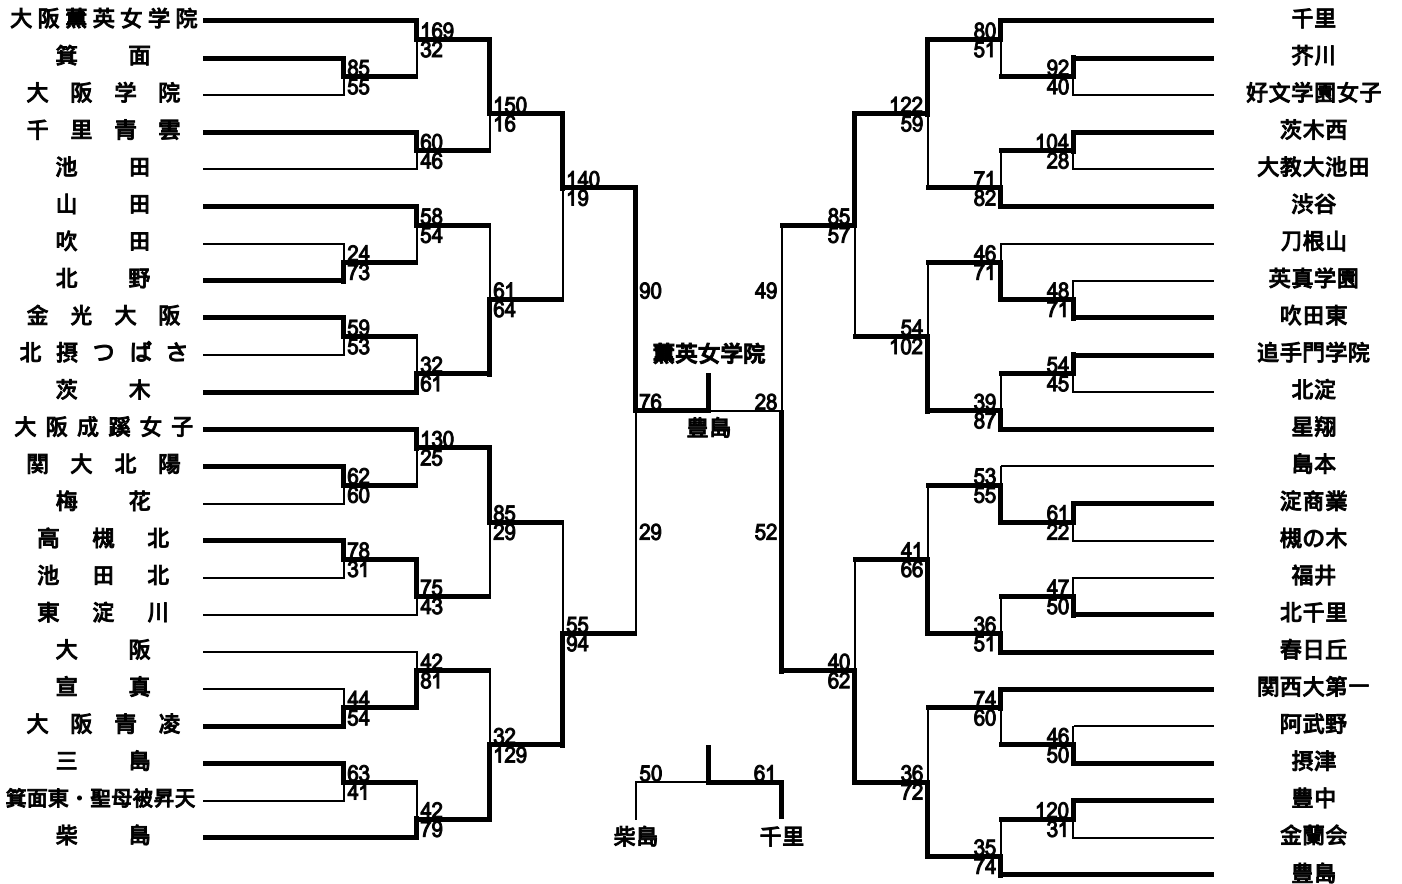 大阪薫英女学院
箕面
大阪学院
千里青雲
池田
山田
吹田
北野
金光大阪
北摂つばさ
茨木
大阪成蹊女子
関大北陽
梅花
高槻北
池田北
東淀川
大阪
宣真
大阪青凌
三島
箕面東・聖母被昇天
柴島
85
55
24
73
59
53
62
60
78
31
44
54
63
41
169
32
60
46
58
54
32
61
130
25
75
43
42
81
42
79
150
16
61
64
85
29
32
129
140
19
55
94
90
76
29
薫英女学院
豊島
49
28
52
50
61
柴島
千里
85
57
40
62
122
59
54
102
41
66
36
72
80
51
71
82
46
71
39
87
53
55
36
51
74
60
35
74
92
40
104
28
48
71
54
45
61
22
47
50
46
50
120
31
千里
芥川
好文学園女子
茨木西
大教大池田
渋谷
刀根山
英真学園
吹田東
追手門学院
北淀
星翔
島本
淀商業
槻の木
福井
北千里
春日丘
関西大第一
阿武野
摂津
豊中
金蘭会
豊島